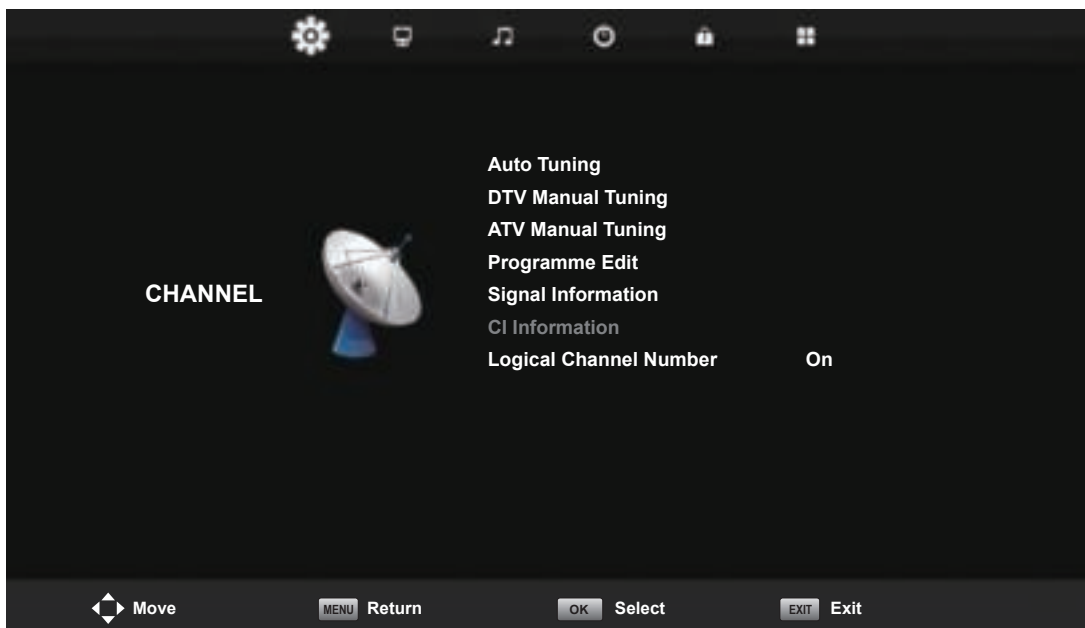 Auto Tuning
DTV Manual Tuning
ATV Manual Tuning
Programme Edit
CHANNEL
Signal Information
CI Information
Logical Channel Number On
Move MENU Return OK Select EXIT Exit